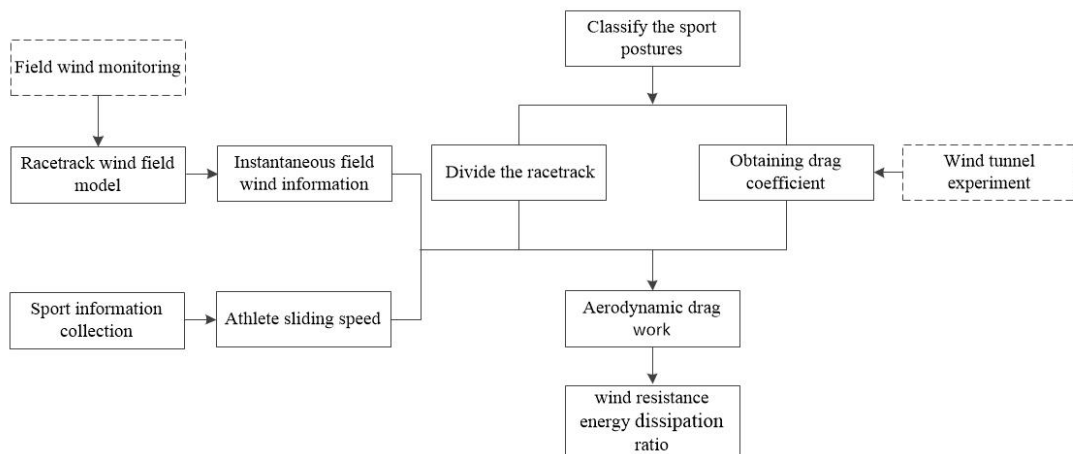 Classify the sport
postures
Field wind monitoring
Racetrack wind field
model
Instantaneous field
wind information
Divide the racetrack
Obtaining drag
coefficient
Wind tunnel
experiment
Sport information
collection
Athlete sliding speed
Aerodynamic drag
work
wind resistance
energy dissipation
ratio